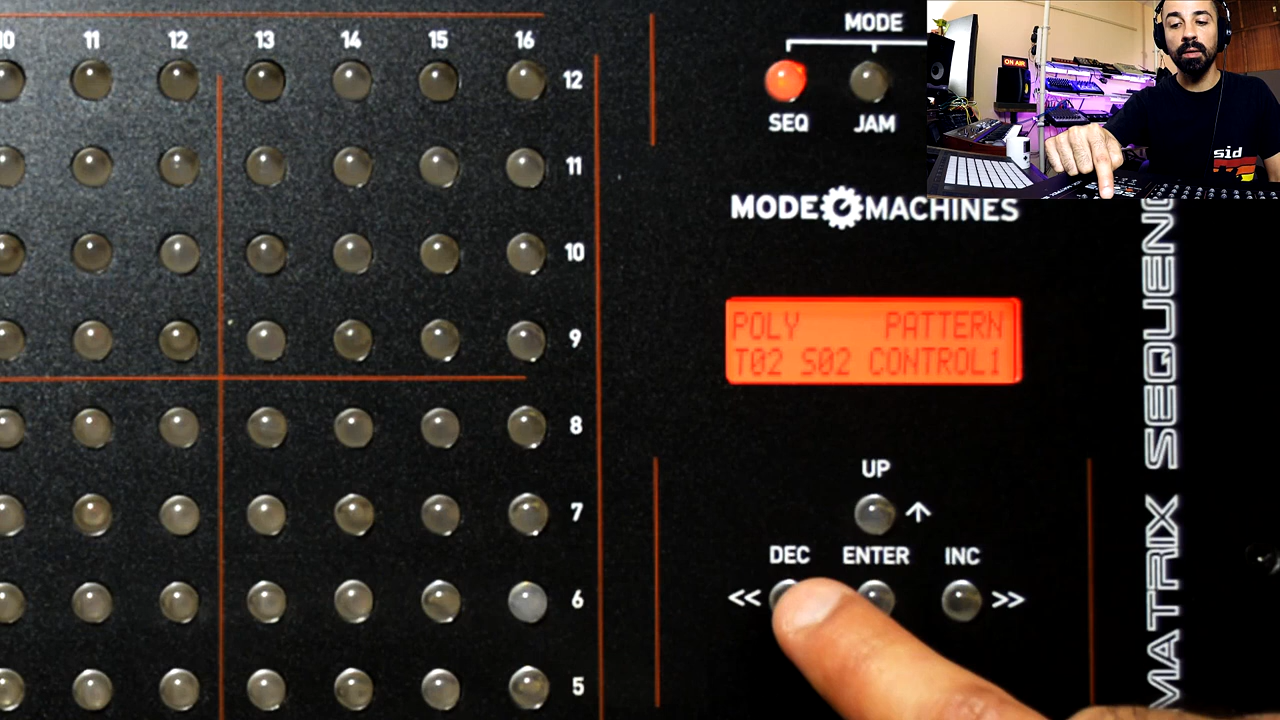 10 11 12 13 14 15 16
12
11
10
9
8
7
6
5
MODE
SEQ JAM
ON AIR
sid
MODE MACHINES
POLY PATTERN
T02 S02 CONTROL1
UP
DEC ENTER INC
<< >>
MATRIX SEQUENC